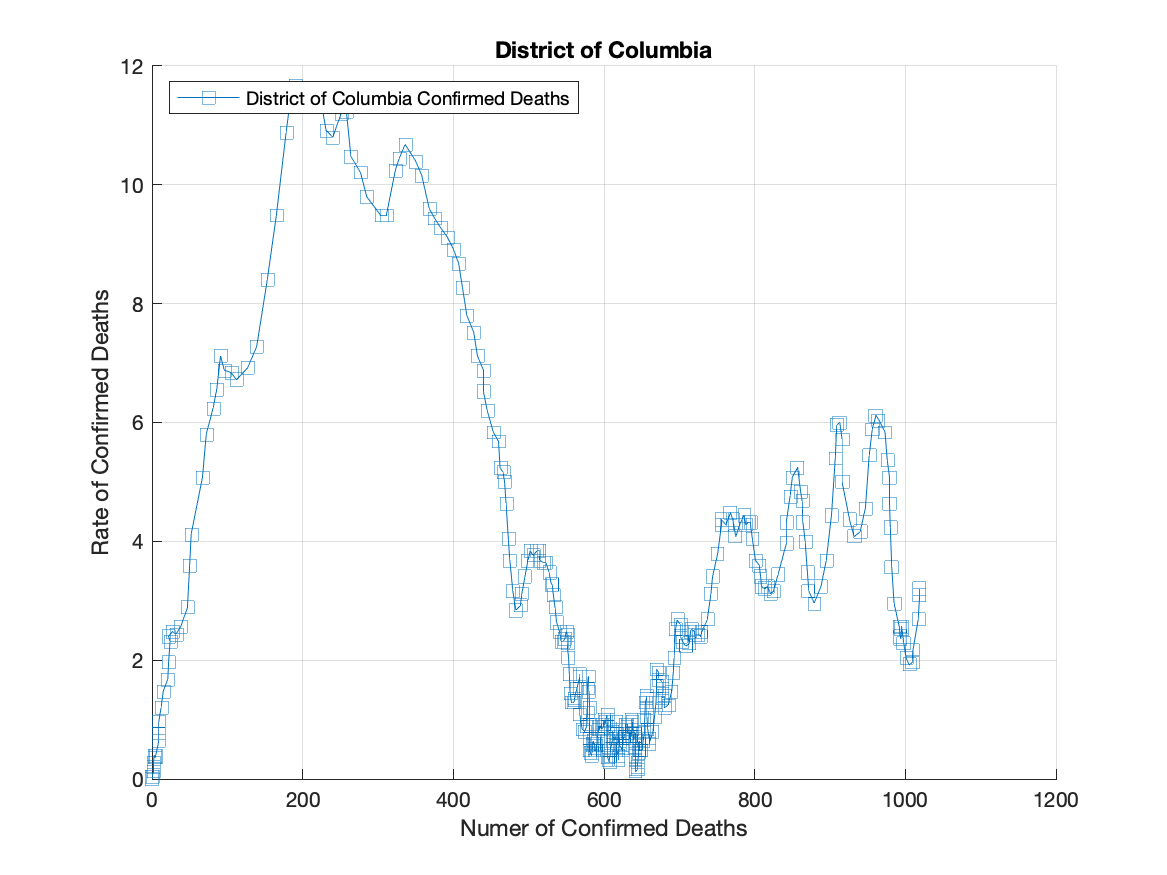 District of Columbia
12
District of Columbia Confirmed Deaths
10
8
6
4
2
0
Rate of Confirmed Deaths
0 200 400 600 800 1000 1200
Numer of Confirmed Deaths